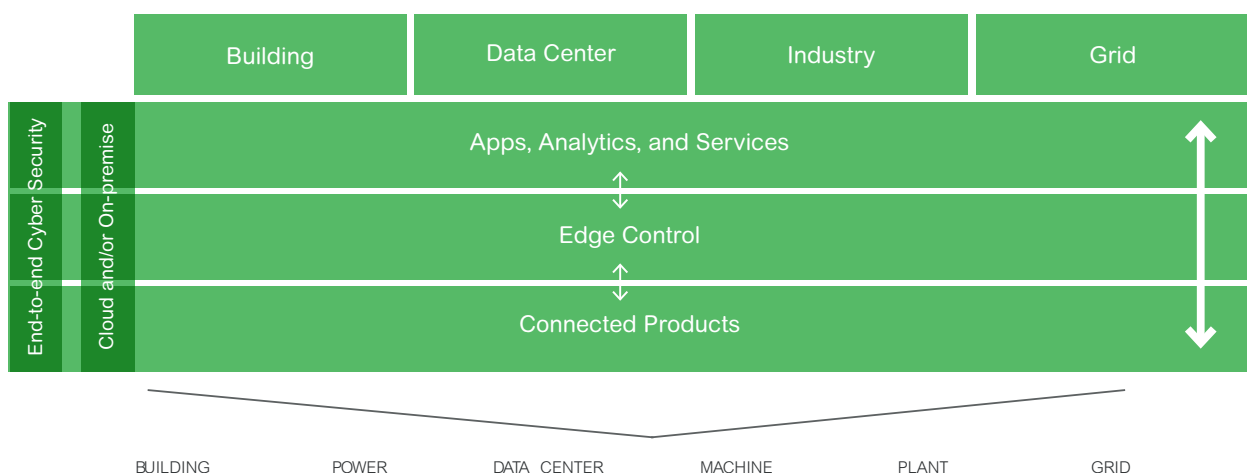 Building
Data Center
Industry
Grid
End-to-end Cyber Security
Cloud and/or On-premise
Apps, Analytics, and Services
Edge Control
Connected Products
BUILDING
POWER
DATA CENTER
MACHINE
PLANT
GRID